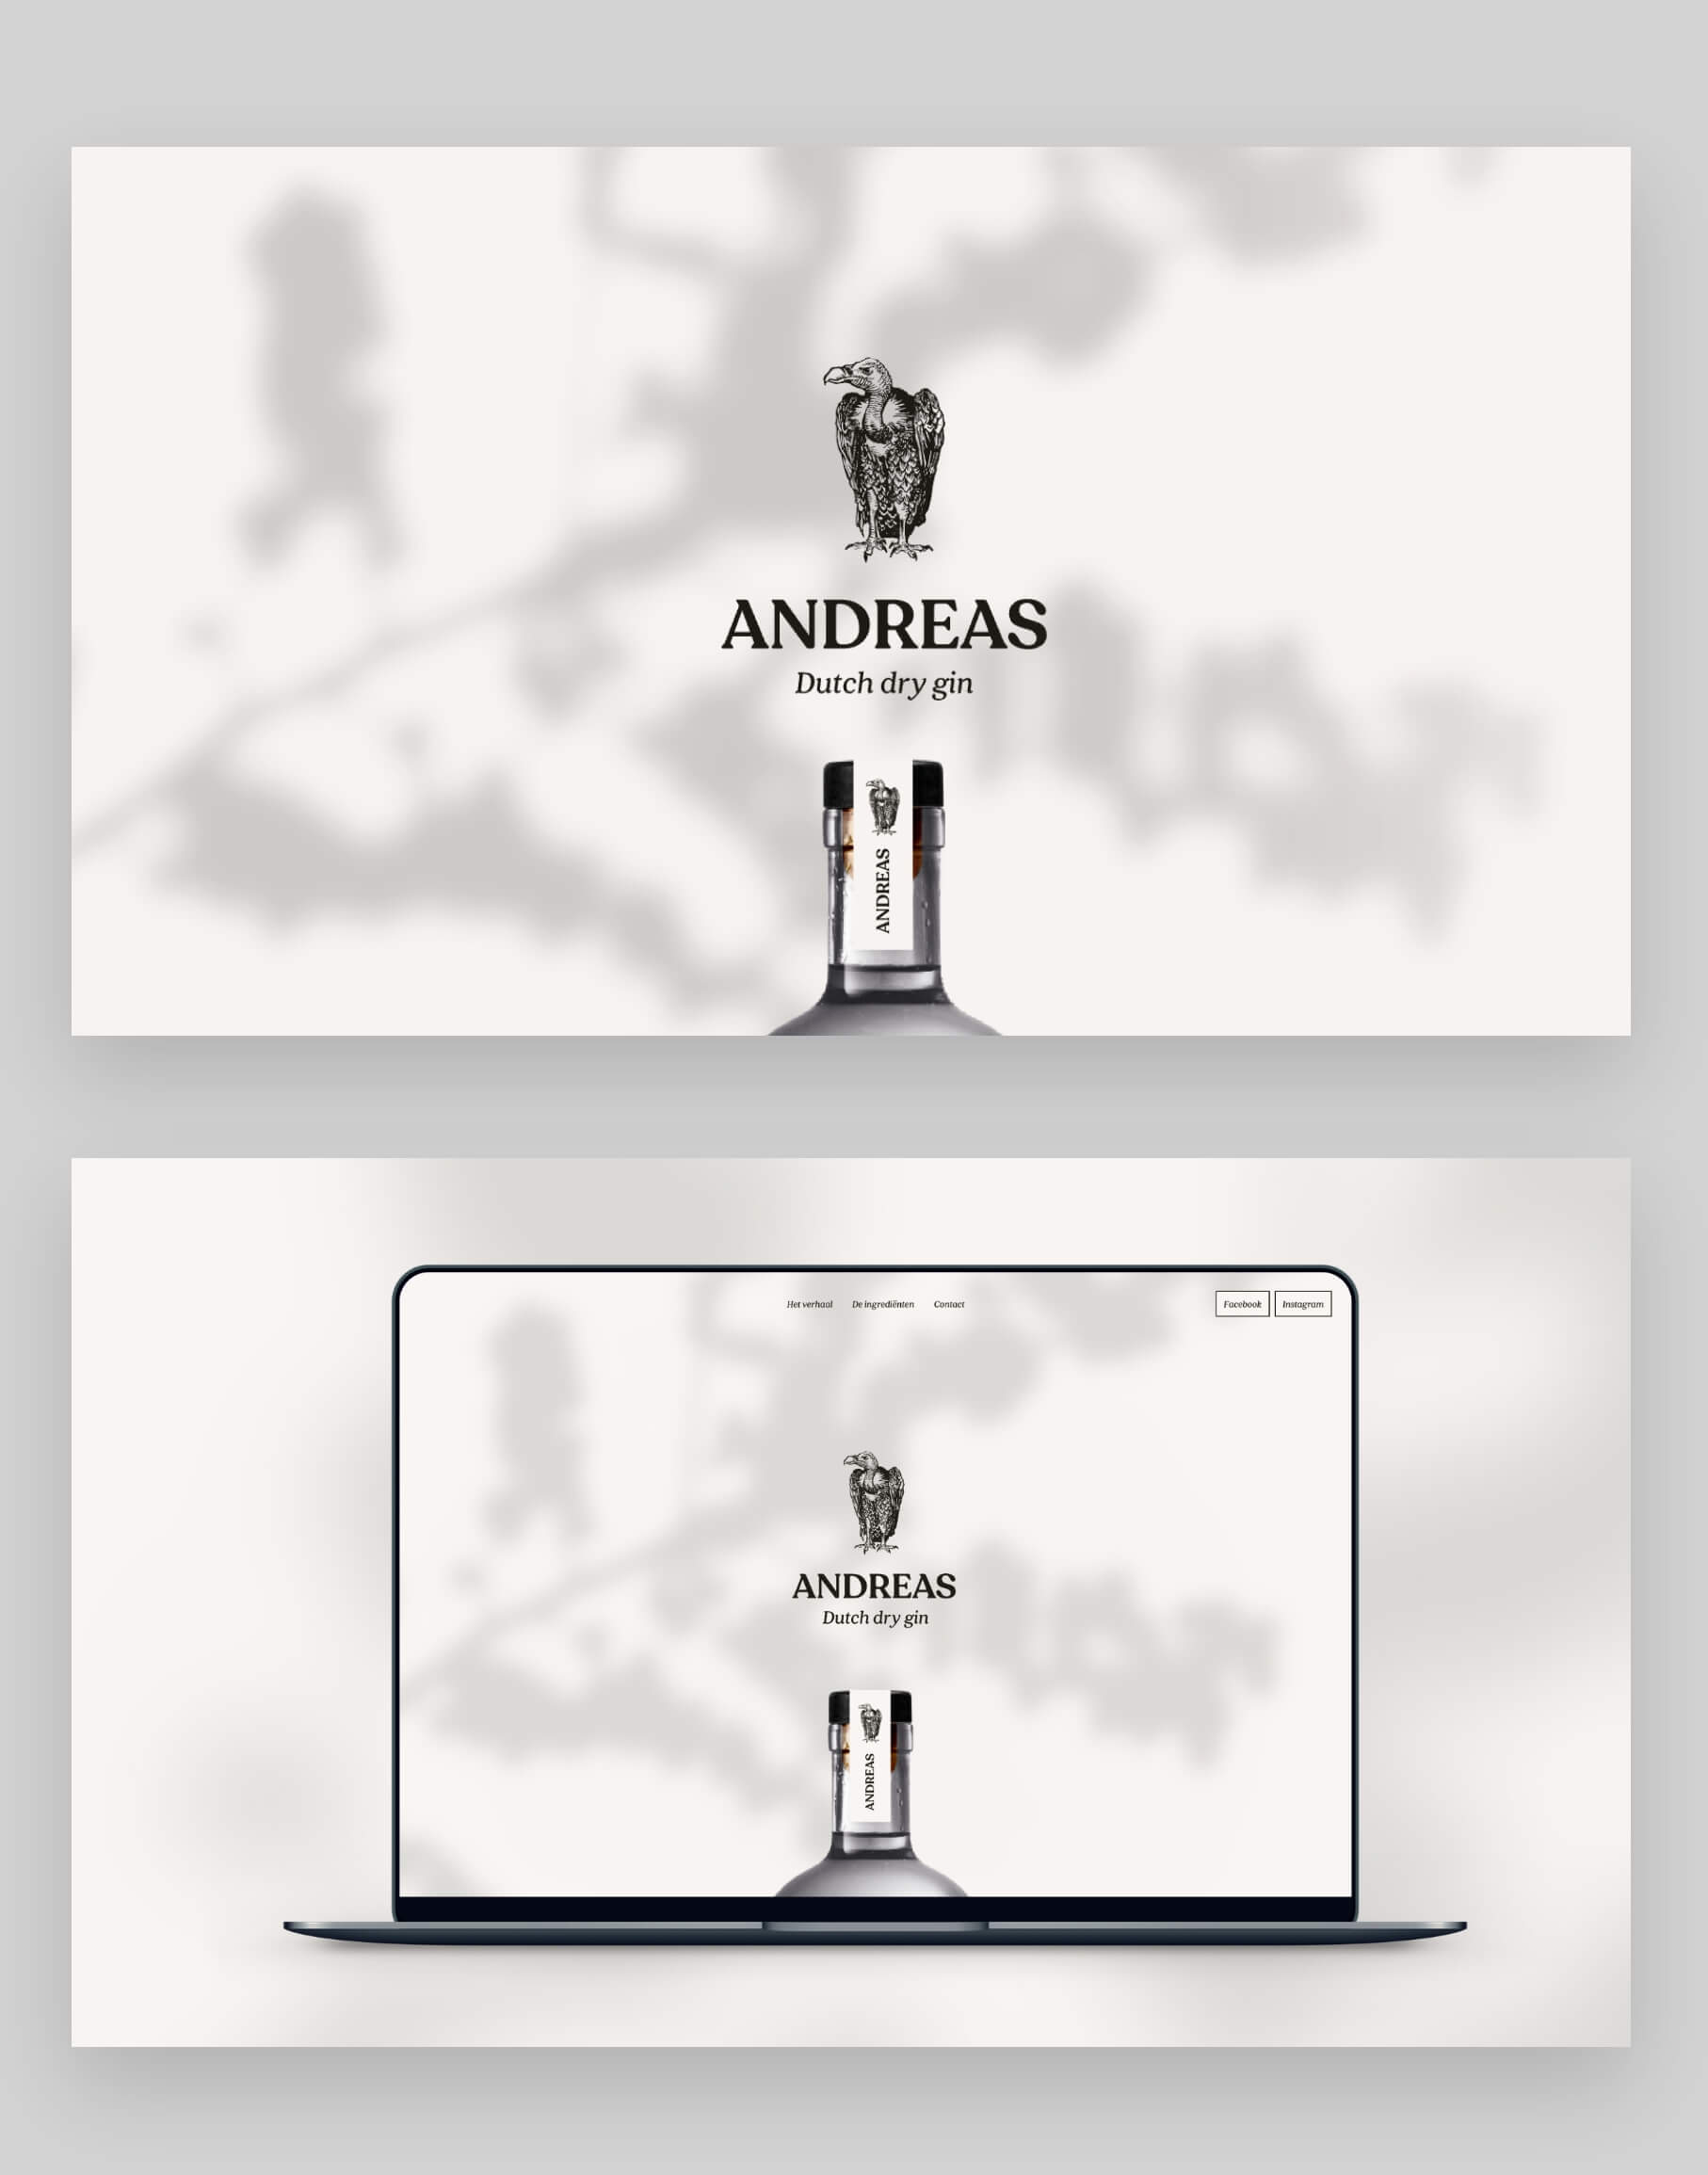 ANDREAS
Dutch dry gin
ANDREAS
Het verhaal De ingrediënten Contact
Facebook Instagram
ANDREAS
Dutch dry gin
ANDREAS